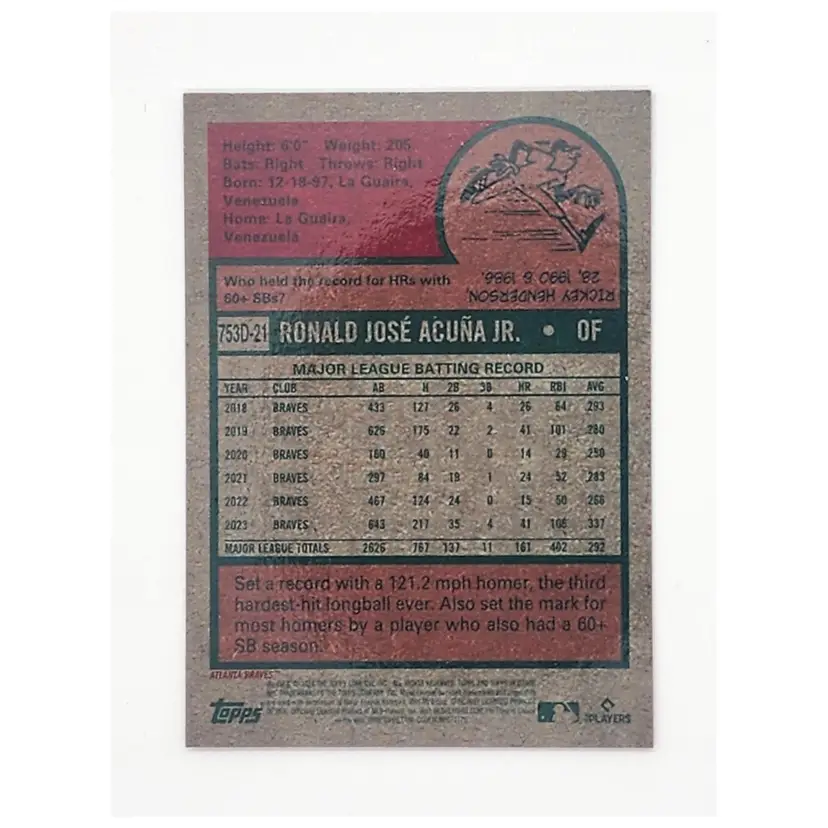 Height: 6'0" Weight: 205
Bats: Right Throws: Right
Born: 12-18-97, La Guaira,
Venezuela
Home: La Guaira,
Venezuela
Who held the record for HRs with
60+ SBs?
RICKEY HENDERSON,
28, 1990 & 1986.
753D-21 RONALD JOSÉ ACUÑA JR. • OF
MAJOR LEAGUE BATTING RECORD
YEAR CLUB AB H 2B 3B HR RBI AVG
2018 BRAVES 433 127 26 4 26 64 .293
2019 BRAVES 626 175 22 2 41 101 .280
2020 BRAVES 160 40 11 0 14 29 .250
2021 BRAVES 297 84 19 1 24 52 .283
2022 BRAVES 467 124 24 0 15 50 .266
2023 BRAVES 643 217 35 4 41 106 .337
MAJOR LEAGUE TOTALS 2626 767 137 11 161 402 .292
Set a record with a 121.2 mph homer, the third
hardest-hit longball ever. Also set the mark for
most homers by a player who also had a 60+
SB season.
ATLANTA BRAVES
topps
PLAYERS